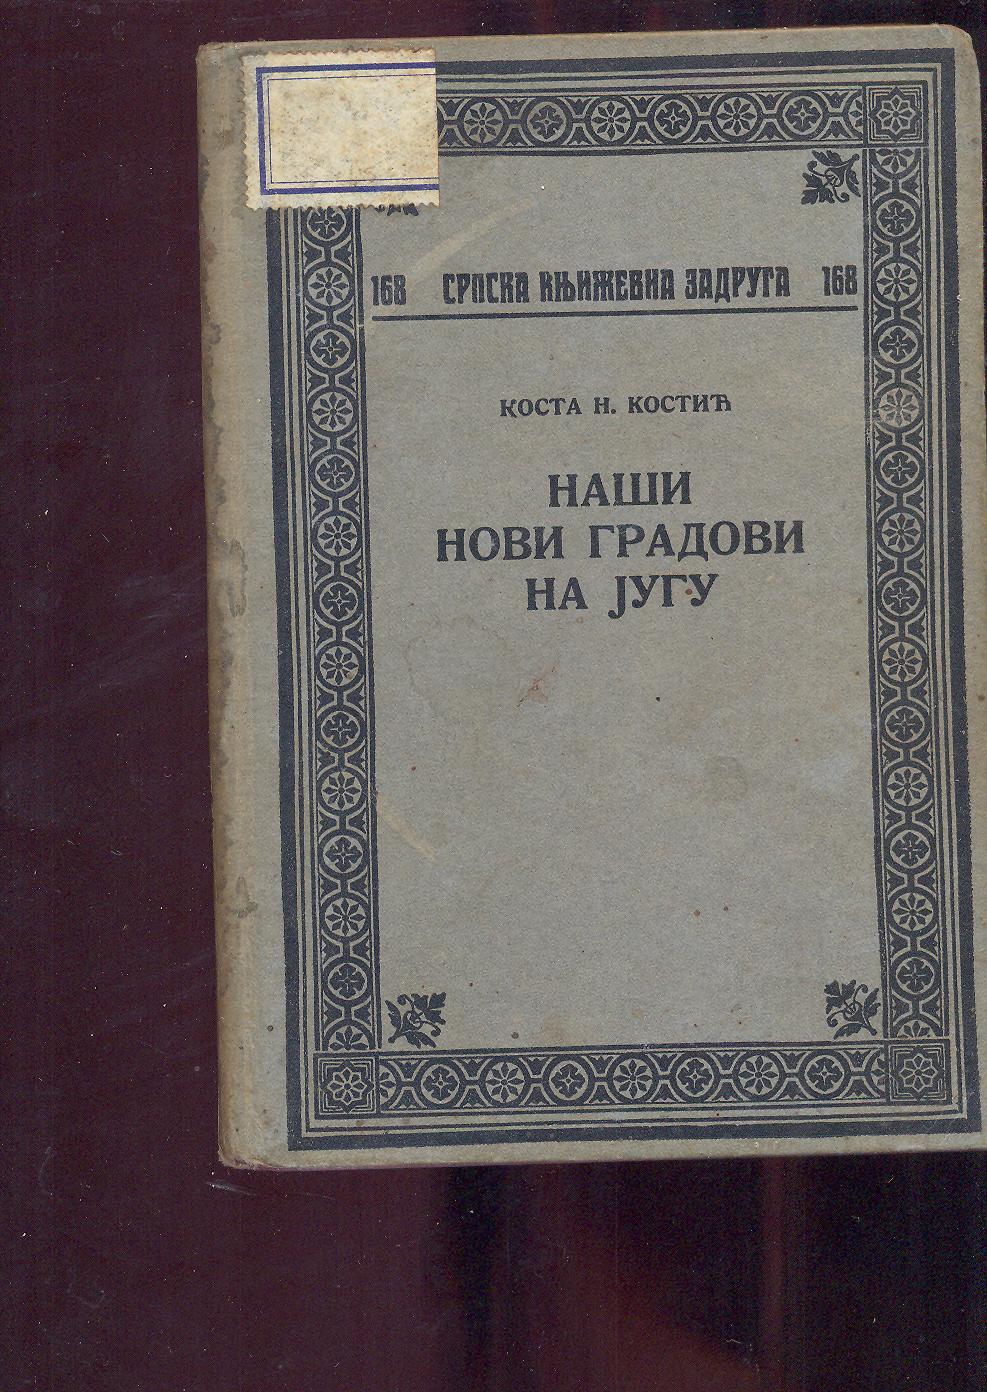 168 СРПСКА КЊИЖЕВНА ЗАДРУГА 168
КОСТА Н. КОСТИЋ
НАШИ
НОВИ ГРАДОВИ
НА ЈУГУ